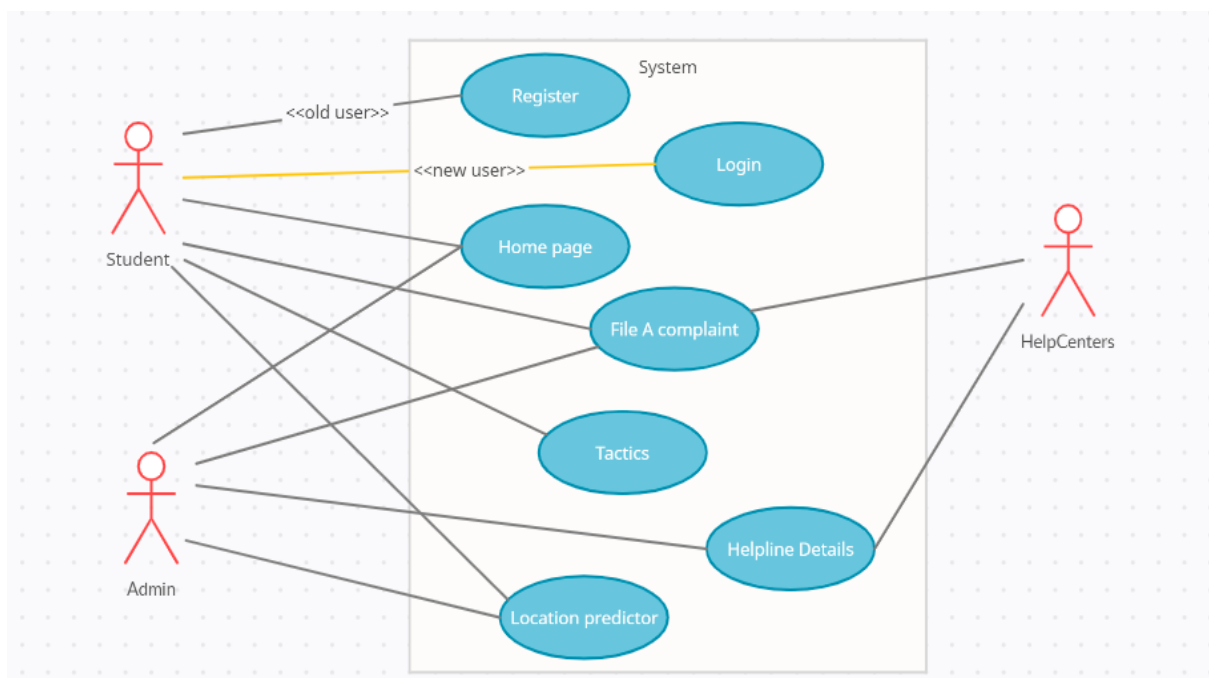 System
Register
<<old user>>
Login
<<new user>>
Student
Home page
File A complaint
HelpCenters
Tactics
Helpline Details
Admin
Location predictor